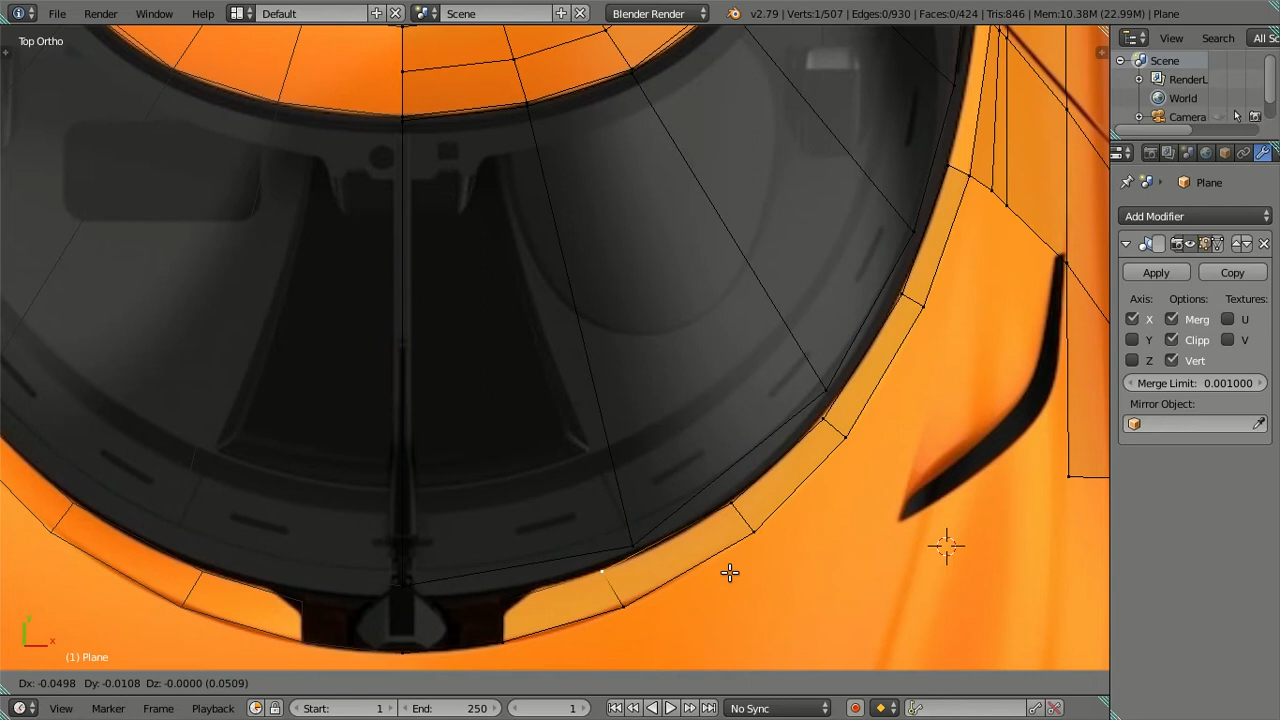 File Render Window Help Default Scene Blender Render v2.79 | Verts:1/507 | Edges:0/930 | Faces:0/424 | Tris:846 | Mem:10.38M (22.99M) | Plane
Top Ortho
View Search All Sc
Scene
RenderL
World
Camera
Plane
Add Modifier
Apply Copy
Axis: Options: Textures:
X Merg U
Y Clipp V
Z Vert
Merge Limit: 0.001000
Mirror Object:
y
x
(1) Plane
Dx: -0.0498 Dy: -0.0108 Dz: -0.0000 (0.0509)
View Marker Frame Playback Start: 1 End: 250 1 No Sync